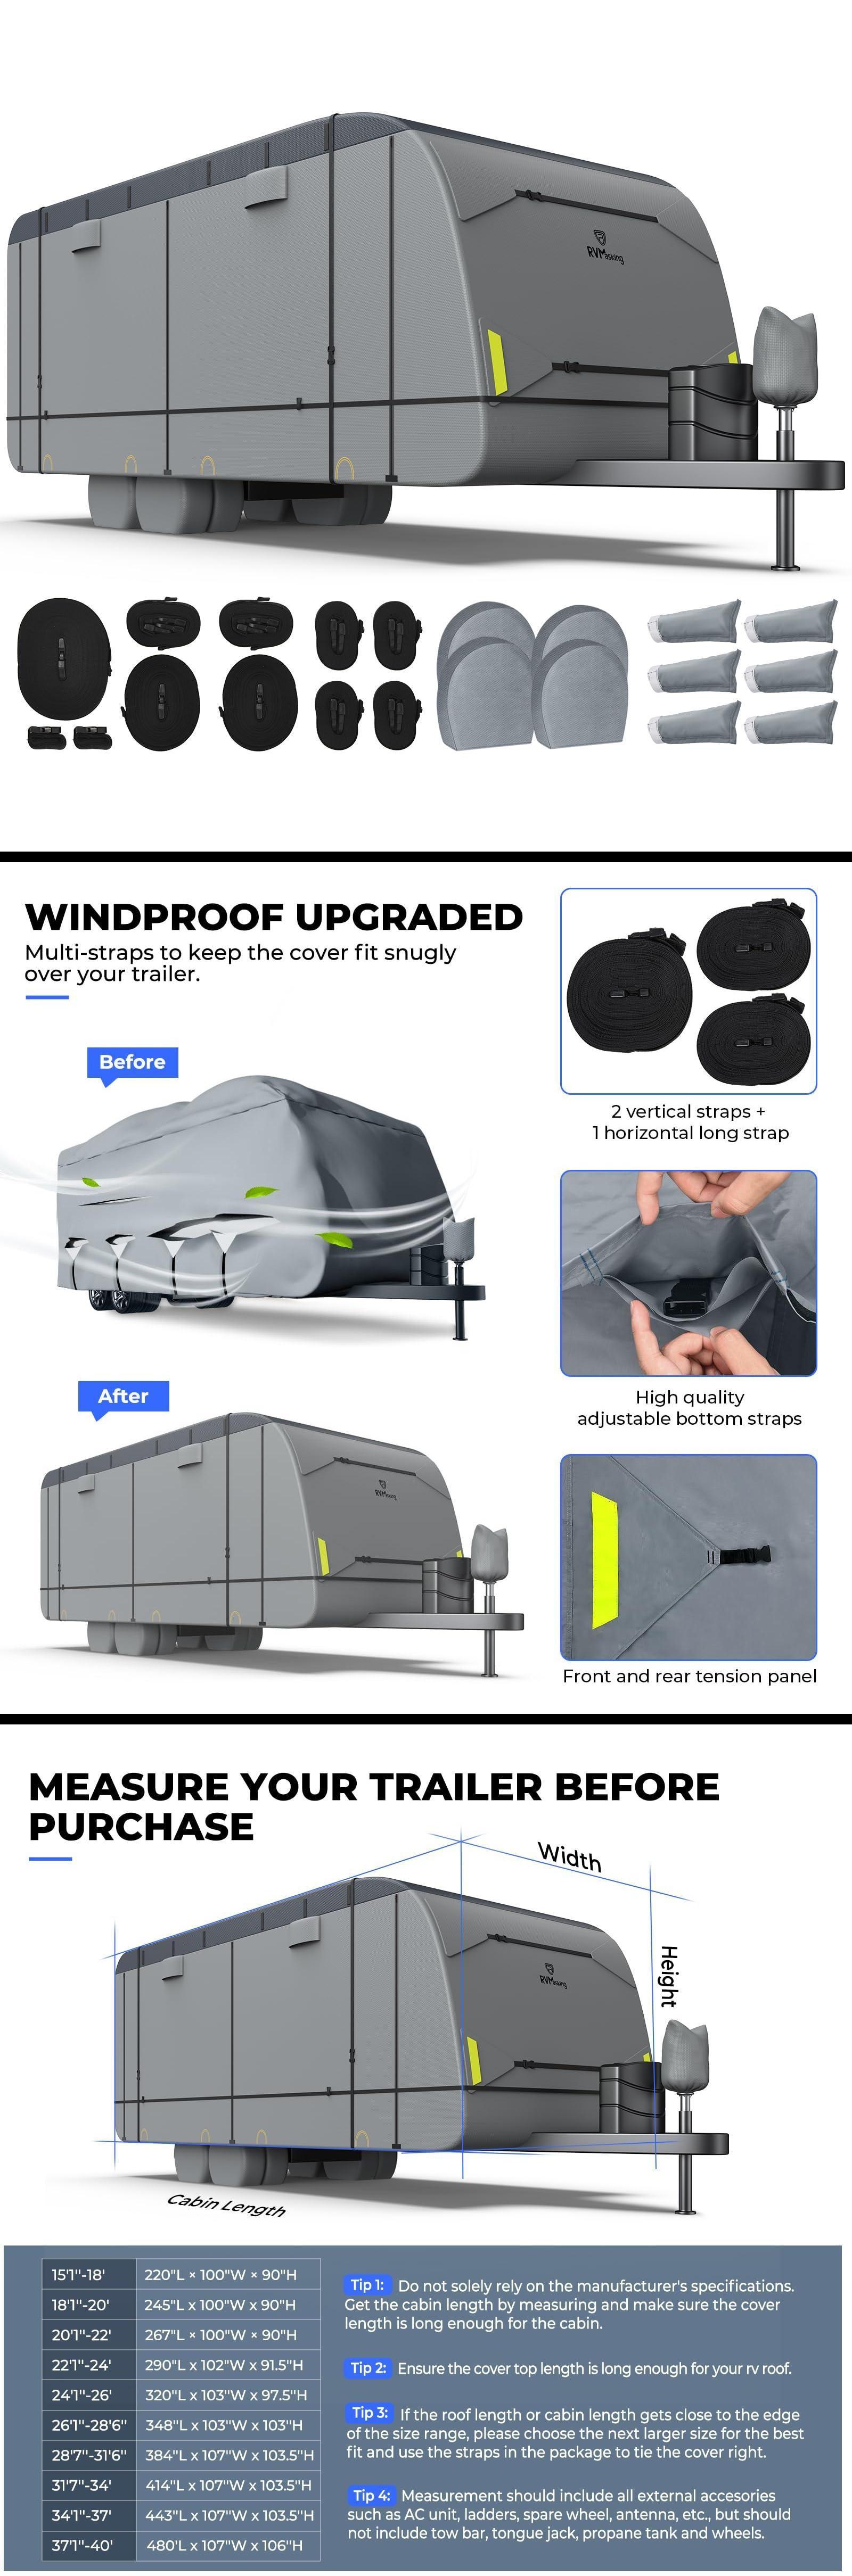 RVMasking
WINDPROOF UPGRADED
Multi-straps to keep the cover fit snugly
over your trailer.
Before
2 vertical straps +
1 horizontal long strap
High quality
adjustable bottom straps
After
RVMasking
Front and rear tension panel
MEASURE YOUR TRAILER BEFORE
PURCHASE
Width
Height
RVMasking
Cabin Length
15'1''-18' 220"L × 100"W × 90"H
18'1''-20' 245"L x 100"W x 90"H
20'1''-22' 267"L × 100"W × 90"H
22'1''-24' 290"L x 102"W x 91.5"H
24'1''-26' 320"L x 103"W x 97.5"H
26'1''-28'6'' 348"L x 103"W x 103"H
28'7''-31'6'' 384"L x 107"W x 103.5"H
31'7''-34' 414"L x 107"W x 103.5"H
34'1''-37' 443"L x 107"W x 103.5"H
37'1''-40' 480'L x 107"W x 106"H
Tip 1: Do not solely rely on the manufacturer's specifications.
Get the cabin length by measuring and make sure the cover
length is long enough for the cabin.
Tip 2: Ensure the cover top length is long enough for your rv roof.
Tip 3: If the roof length or cabin length gets close to the edge
of the size range, please choose the next larger size for the best
fit and use the straps in the package to tie the cover right.
Tip 4: Measurement should include all external accesories
such as AC unit, ladders, spare wheel, antenna, etc., but should
not include tow bar, tongue jack, propane tank and wheels.